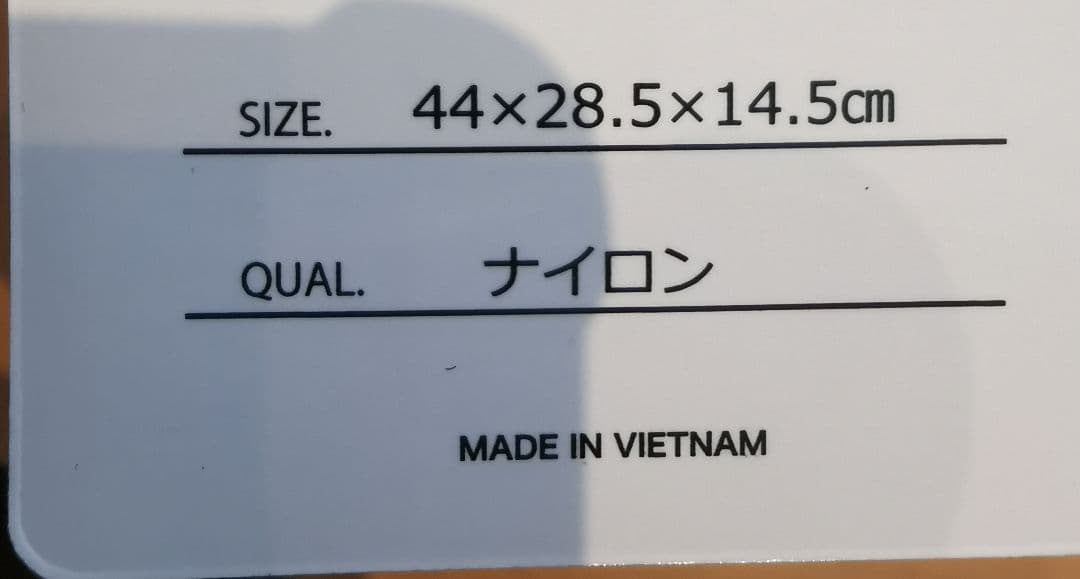 SIZE. 44×28.5×14.5㎝
QUAL. ナイロン
MADE IN VIETNAM